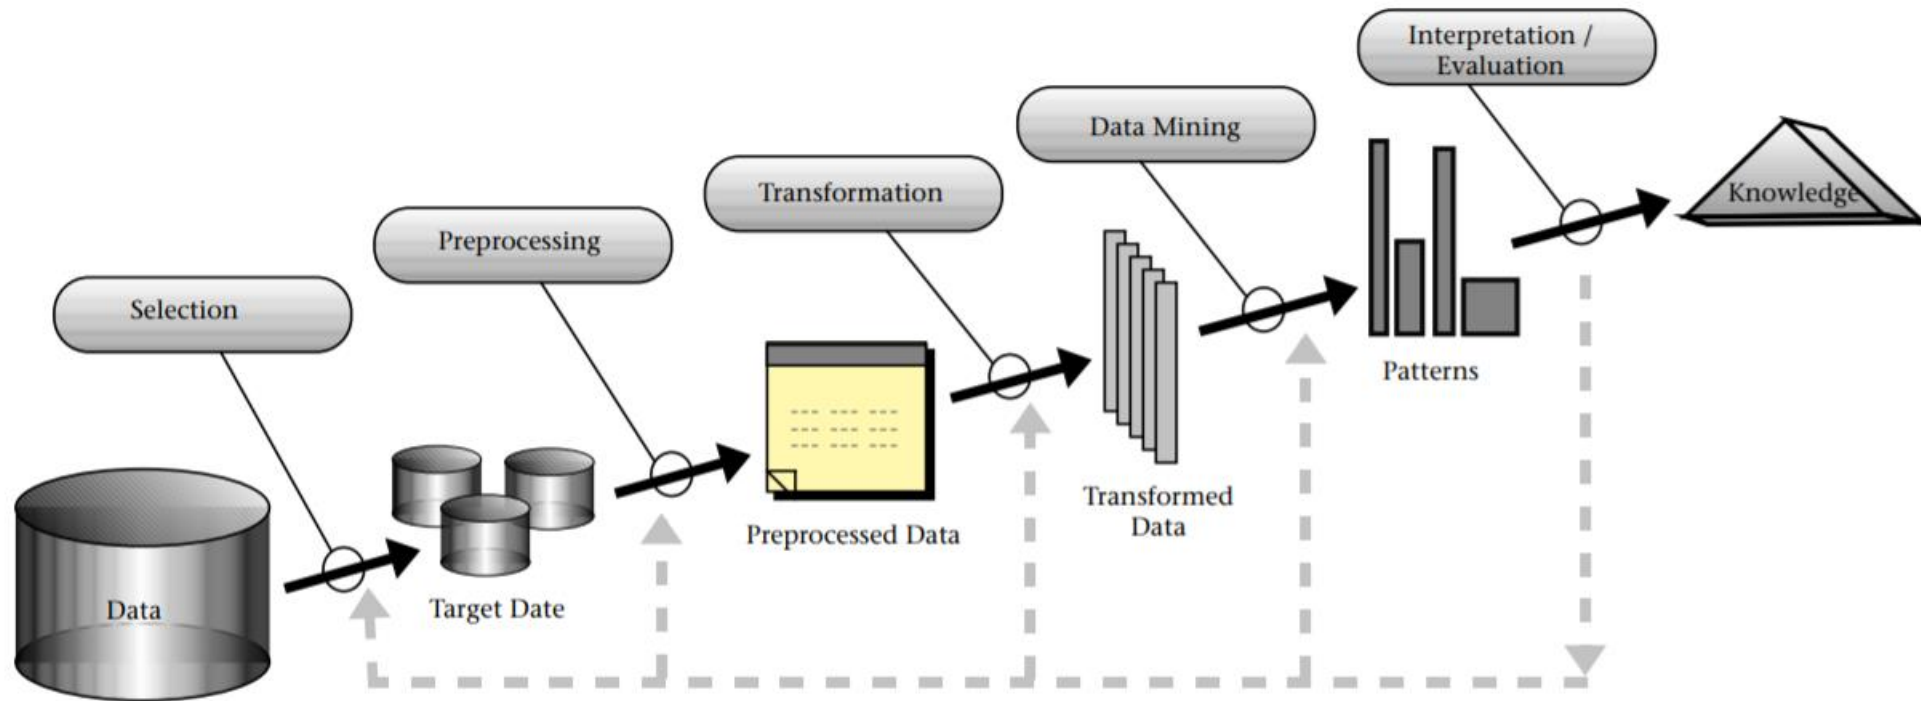 Interpretation /
Evaluation
Data Mining
Transformation
Knowledge
Preprocessing
Selection
Patterns
Transformed
Data
Preprocessed Data
Target Date
Data